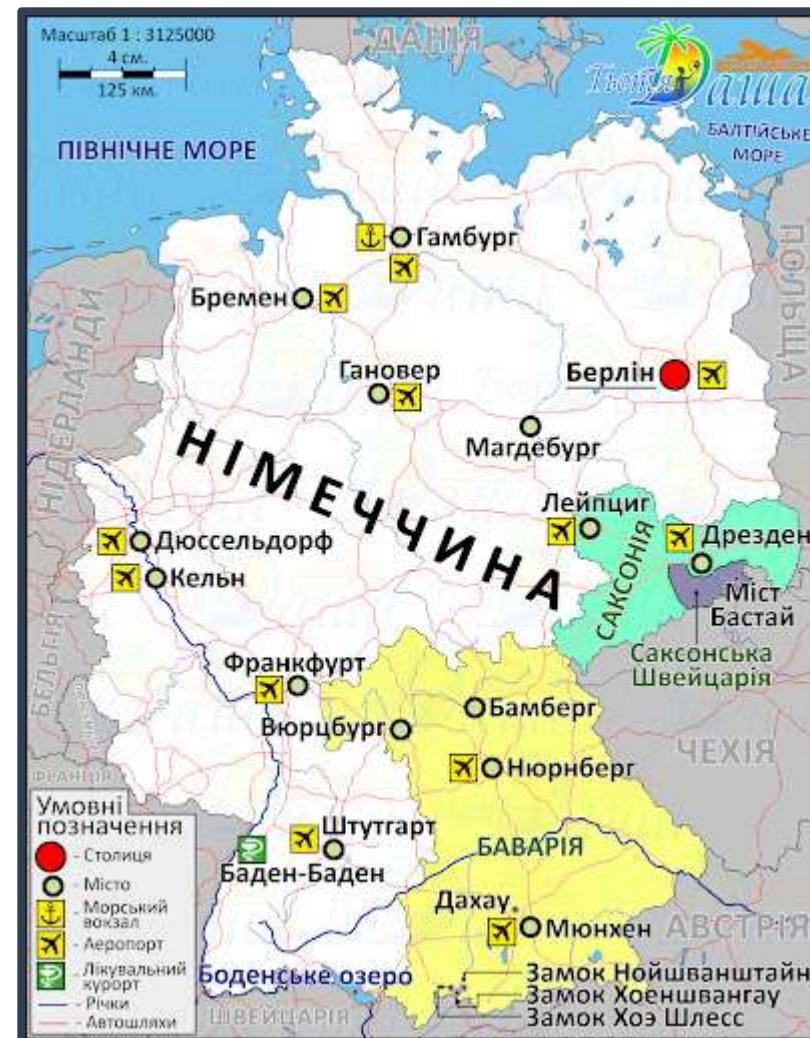 Масштаб 1 : 3125000
4 см.
125 км.
ДАНІЯ
Тьотя Даша
БАЛТІЙСЬКЕ
МОРЕ
ПІВНІЧНЕ МОРЕ
ПОЛЬЩА
Гамбург
Бремен
Гановер
Берлін
Магдебург
НІДЕРЛАНДИ
НІМЕЧЧИНА
Лейпциг
САКСОНІЯ
Дрезден
Міст
Бастай
Саксонська
Швейцарія
Дюссельдорф
Кельн
БЕЛЬГІЯ
Франкфурт
Бамберг
Вюрцбург
ЧЕХІЯ
Нюрнберг
ФРАНЦІЯ
Штутгарт
Баден-Баден
БАВАРІЯ
Дахау
Мюнхен
АВСТРІЯ
Боденське озеро
Замок Нойшванштайн
Замок Хоеншвангау
Замок Хоэ Шлесс
ШВЕЙЦАРІЯ
Умовні
позначення
- Столиця
- Місто
- Морський
вокзал
- Аеропорт
- Лікувальний
курорт
- Річки
- Автошляхи